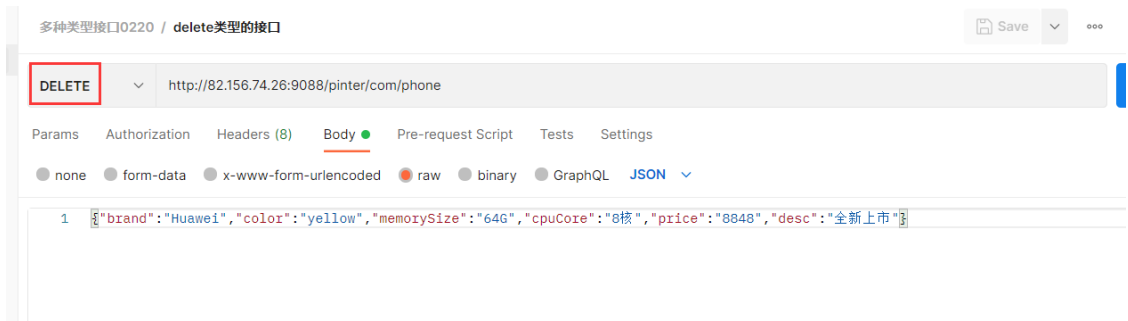 多种类型接口0220 / delete类型的接口 Save ooo
DELETE http://82.156.74.26:9088/pinter/com/phone
Params Authorization Headers (8) Body Pre-request Script Tests Settings
none form-data x-www-form-urlencoded raw binary GraphQL JSON
1 {"brand":"Huawei","color":"yellow","memorySize":"64G","cpuCore":"8核","price":"8848","desc":"全新上市"}